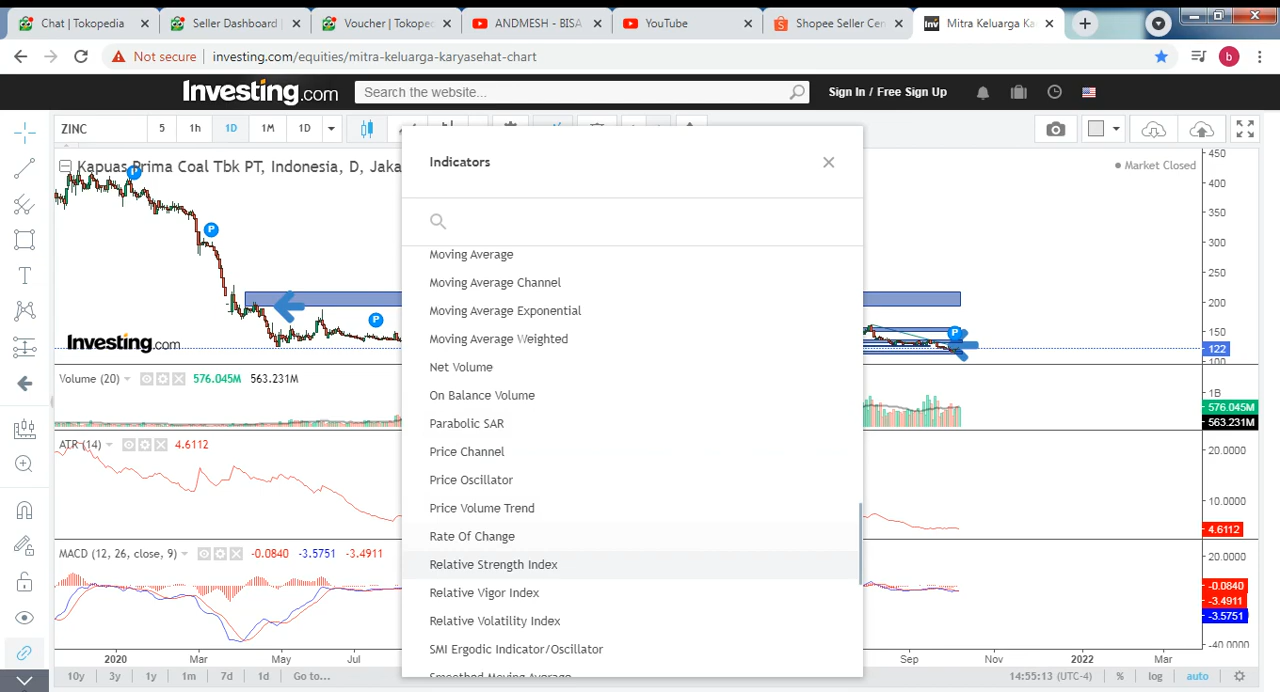 Chat | Tokopedia
Seller Dashboard |
Voucher | Tokope
ANDMESH - BISA
YouTube
Shopee Seller Cen
Inv Mitra Keluarga Ka
Not secure investing.com/equities/mitra-keluarga-karyasehat-chart
b
Investing.com
Search the website...
Sign In / Free Sign Up
ZINC 5 1h 1D 1M 1D
Kapuas Prima Coal Tbk PT, Indonesia, D, Jaka
Market Closed
P
P
P
P
Investing.com
Indicators
Moving Average
Moving Average Channel
Moving Average Exponential
Moving Average Weighted
Net Volume
On Balance Volume
Parabolic SAR
Price Channel
Price Oscillator
Price Volume Trend
Rate Of Change
Relative Strength Index
Relative Vigor Index
Relative Volatility Index
SMI Ergodic Indicator/Oscillator
Smoothed Moving Average
450
400
350
300
250
200
150
122
100
Volume (20) 576.045M 563.231M
1B
576.045M
563.231M
ATR (14) 4.6112
20.0000
10.0000
4.6112
MACD (12, 26, close, 9) -0.0840 -3.5751 -3.4911
20.0000
-0.0840
-3.4911
-3.5751
-40.0000
2020 Mar May Jul Sep Nov 2022 Mar
10y 3y 1y 1m 7d 1d Go to... 14:55:13 (UTC-4) % log auto